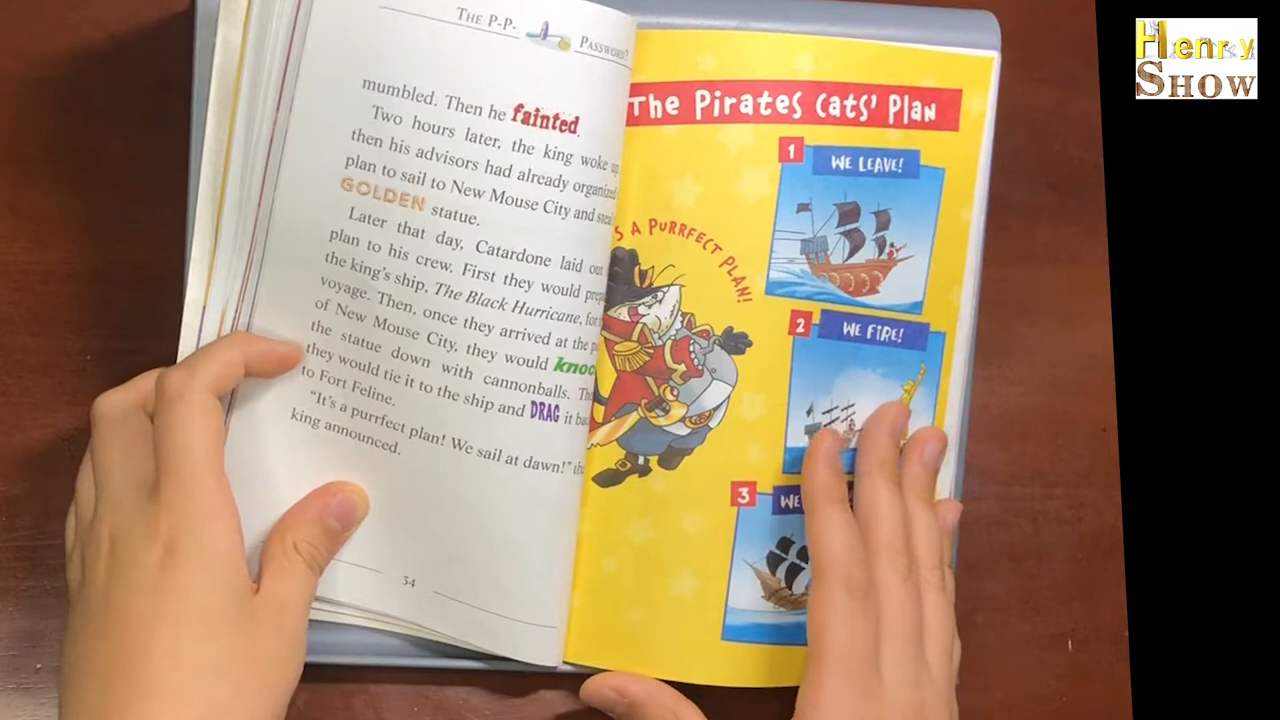 THE P-P-
PASSWORD?
mumbled. Then he fainted.
Two hours later, the king woke up
then his advisors had already organized
plan to sail to New Mouse City and steal
GOLDEN statue.
Later that day, Catardone laid out
plan to his crew. First they would prep
the king's ship, The Black Hurricane, for
voyage. Then, once they arrived at the
of New Mouse City, they would knoc
the statue down with cannonballs. The
they would tie it to the ship and DRAG it bac
to Fort Feline.
"It's a purrfect plan! We sail at dawn!" the
king announced.
34
The Pirates Cats' Plan
S A PURRFECT PLAN!
1 WE LEAVE!
2 WE FIRE!
3 WE
Henry
SHOW